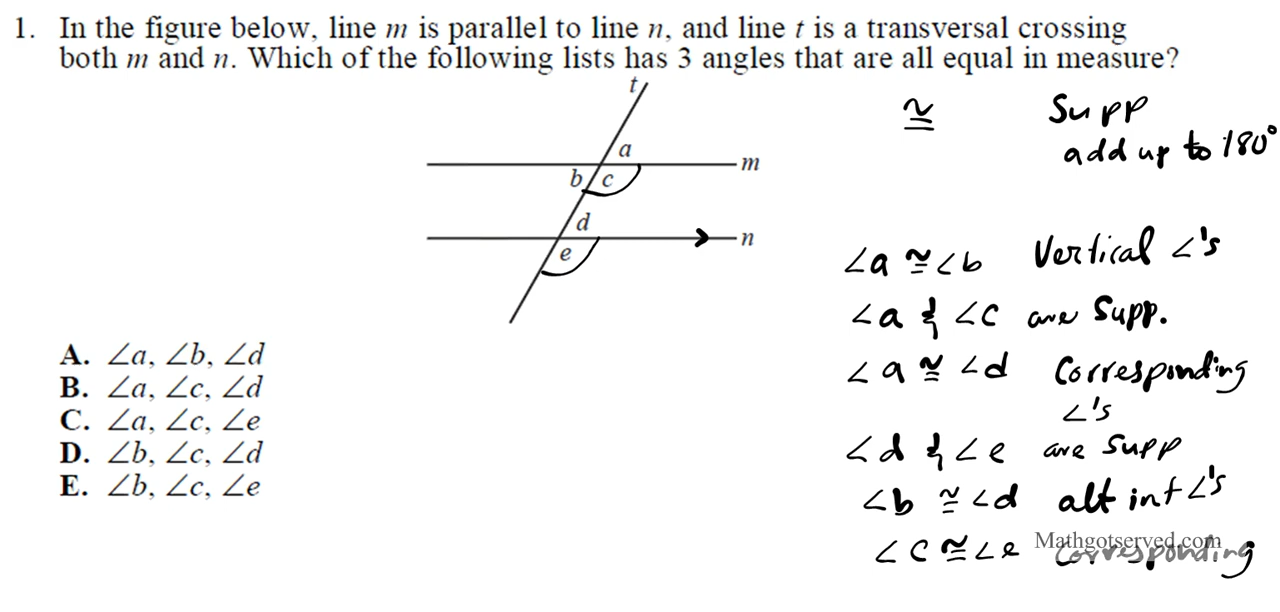 1. In the figure below, line m is parallel to line n, and line t is a transversal crossing
both m and n. Which of the following lists has 3 angles that are all equal in measure?
t
a
m
b c
d
n
e
A. ∠a, ∠b, ∠d
B. ∠a, ∠c, ∠d
C. ∠a, ∠c, ∠e
D. ∠b, ∠c, ∠d
E. ∠b, ∠c, ∠e
≅ Supp
add up to 180°
∠a ≅ ∠b Vertical ∠'s
∠a & ∠c are Supp.
∠a ≅ ∠d Corresponding
∠'s
∠d & ∠e are Supp
∠b ≅ ∠d alt int ∠'s
∠c ≅ ∠e Corresponding
Mathgotserved.com